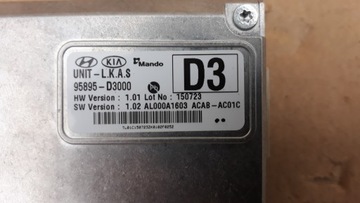 HYUNDAI KIA Mando
UNIT-L.K.A.S
D3
95895-D3000
HW Version : 1.01 Lot No : 150723
SW Version : 1.02 AL000A1603 ACAB-AC01C